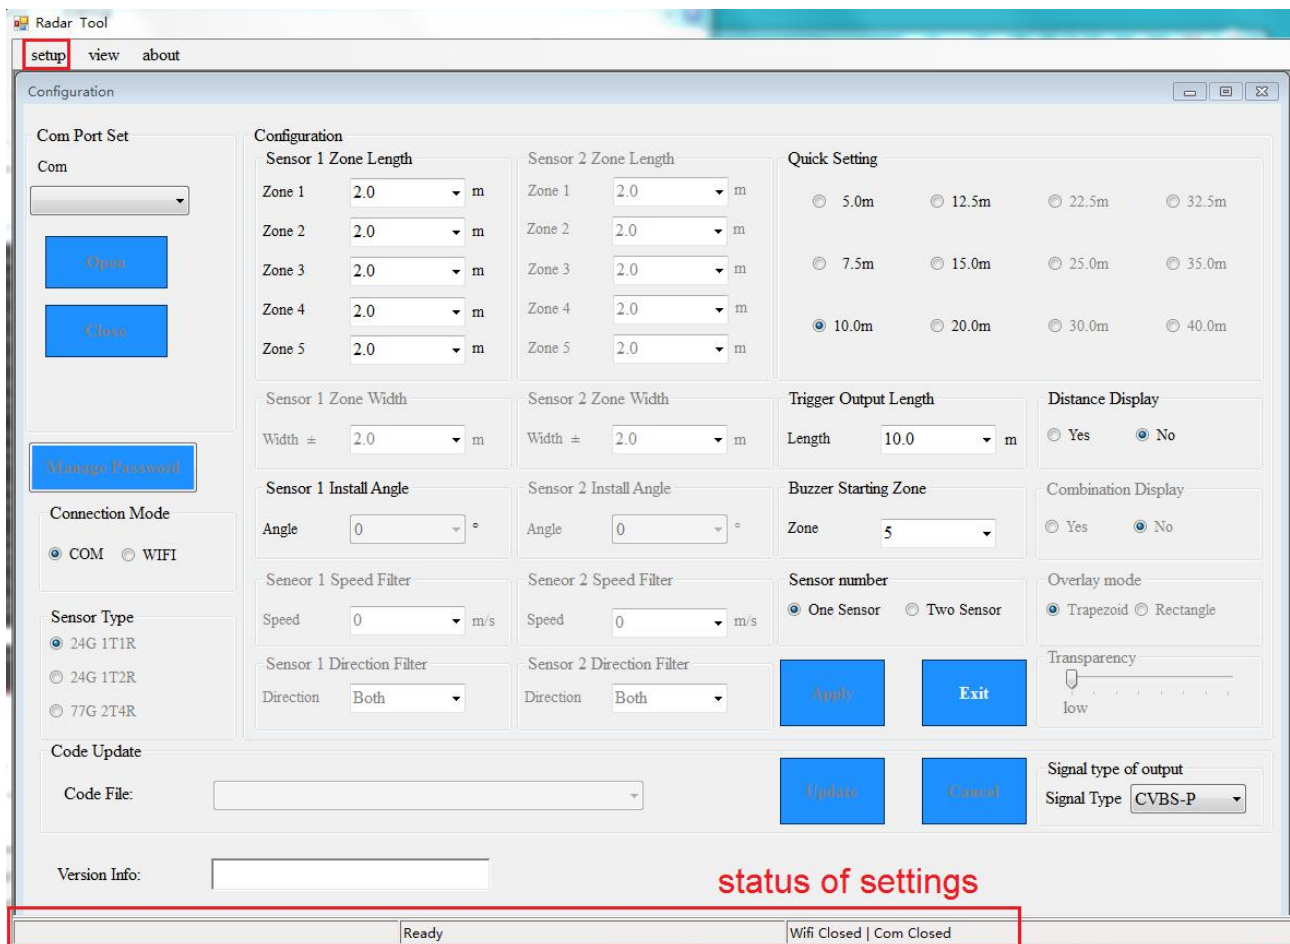 Radar Tool
setup view about
Configuration
Com Port Set
Com
Open
Close
Manage Password
Connection Mode
COM WIFI
Sensor Type
24G 1T1R
24G 1T2R
77G 2T4R
Configuration
Sensor 1 Zone Length
Zone 1 2.0 m
Zone 2 2.0 m
Zone 3 2.0 m
Zone 4 2.0 m
Zone 5 2.0 m
Sensor 2 Zone Length
Zone 1 2.0 m
Zone 2 2.0 m
Zone 3 2.0 m
Zone 4 2.0 m
Zone 5 2.0 m
Quick Setting
5.0m 12.5m 22.5m 32.5m
7.5m 15.0m 25.0m 35.0m
10.0m 20.0m 30.0m 40.0m
Sensor 1 Zone Width
Width ± 2.0 m
Sensor 2 Zone Width
Width ± 2.0 m
Trigger Output Length
Length 10.0 m
Distance Display
Yes No
Sensor 1 Install Angle
Angle 0 °
Sensor 2 Install Angle
Angle 0 °
Buzzer Starting Zone
Zone 5
Combination Display
Yes No
Seneor 1 Speed Filter
Speed 0 m/s
Seneor 2 Speed Filter
Speed 0 m/s
Sensor number
One Sensor Two Sensor
Overlay mode
Trapezoid Rectangle
Sensor 1 Direction Filter
Direction Both
Sensor 2 Direction Filter
Direction Both
Apply Exit
Transparency
low
Code Update
Code File:
Update Cancel
Signal type of output
Signal Type CVBS-P
Version Info:
status of settings
Ready
Wifi Closed | Com Closed